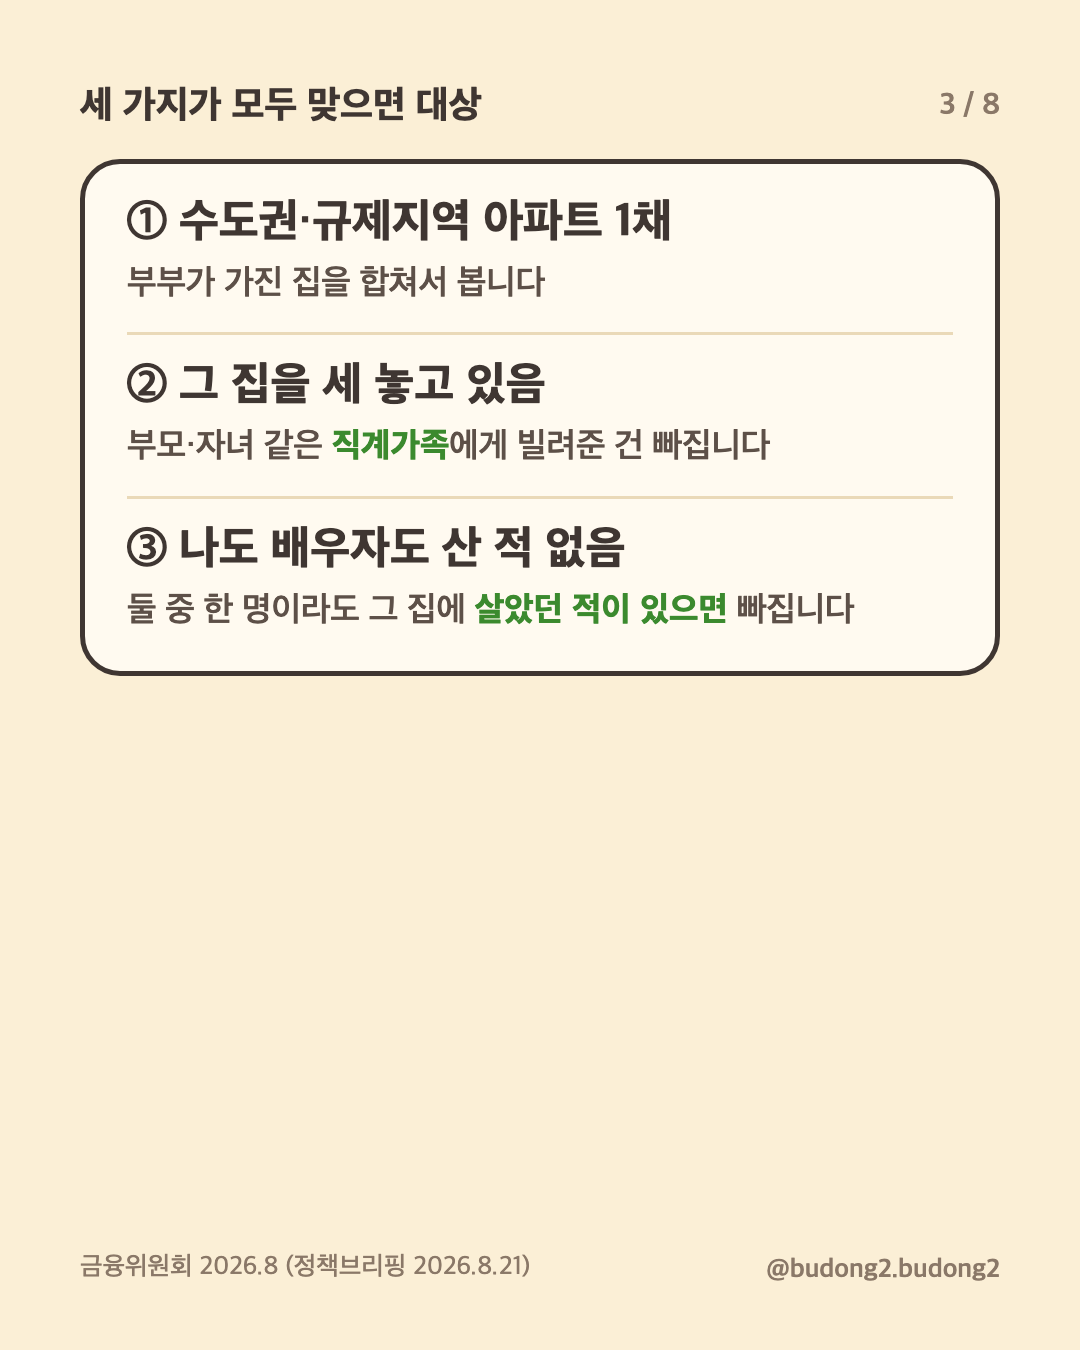 세 가지가 모두 맞으면 대상
3 / 8
① 수도권·규제지역 아파트 1채
부부가 가진 집을 합쳐서 봅니다
② 그 집을 세 놓고 있음
부모·자녀 같은 직계가족에게 빌려준 건 빠집니다
③ 나도 배우자도 산 적 없음
둘 중 한 명이라도 그 집에 살았던 적이 있으면 빠집니다
금융위원회 2026.8 (정책브리핑 2026.8.21)
@budong2.budong2